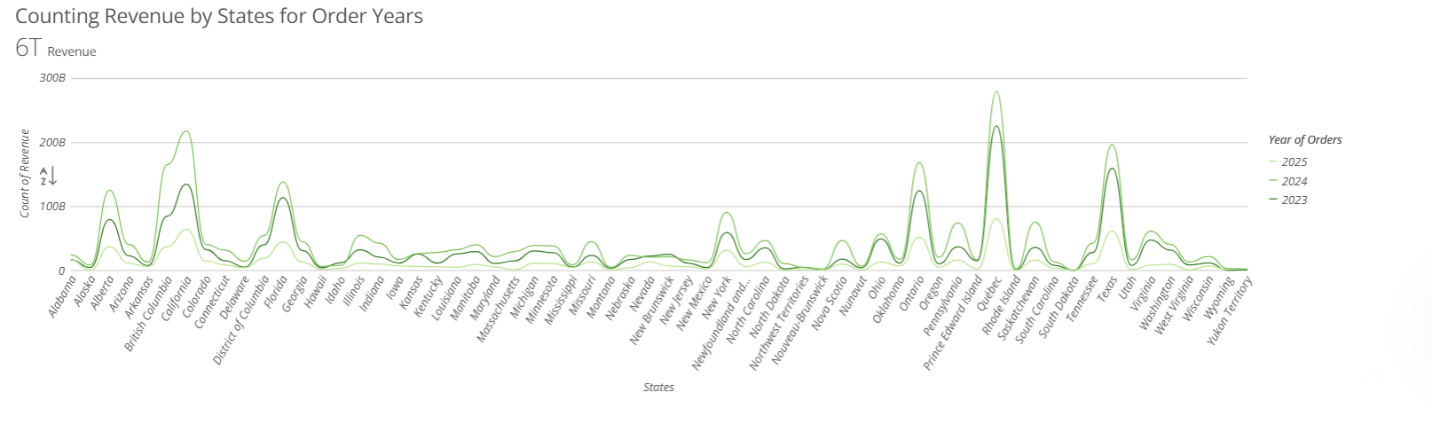 Counting Revenue by States for Order Years
6T Revenue
300B
200B
100B
0
Count of Revenue
A
Z
Alabama
Alaska
Alberta
Arizona
Arkansas
British Columbia
California
Colorado
Connecticut
Delaware
District of Columbia
Florida
Georgia
Hawaii
Idaho
Illinois
Indiana
Iowa
Kansas
Kentucky
Louisiana
Manitoba
Maryland
Massachusetts
Michigan
Minnesota
Mississippi
Missouri
Montana
Nebraska
Nevada
New Brunswick
New Jersey
New Mexico
New York
Newfoundland and...
North Carolina
North Dakota
Northwest Territories
Nouveau-Brunswick
Nova Scotia
Nunavut
Ohio
Oklahoma
Ontario
Oregon
Pennsylvania
Prince Edward Island
Québec
Rhode Island
Saskatchewan
South Carolina
South Dakota
Tennessee
Texas
Utah
Virginia
Washington
West Virginia
Wisconsin
Wyoming
Yukon Territory
States
Year of Orders
2025
2024
2023